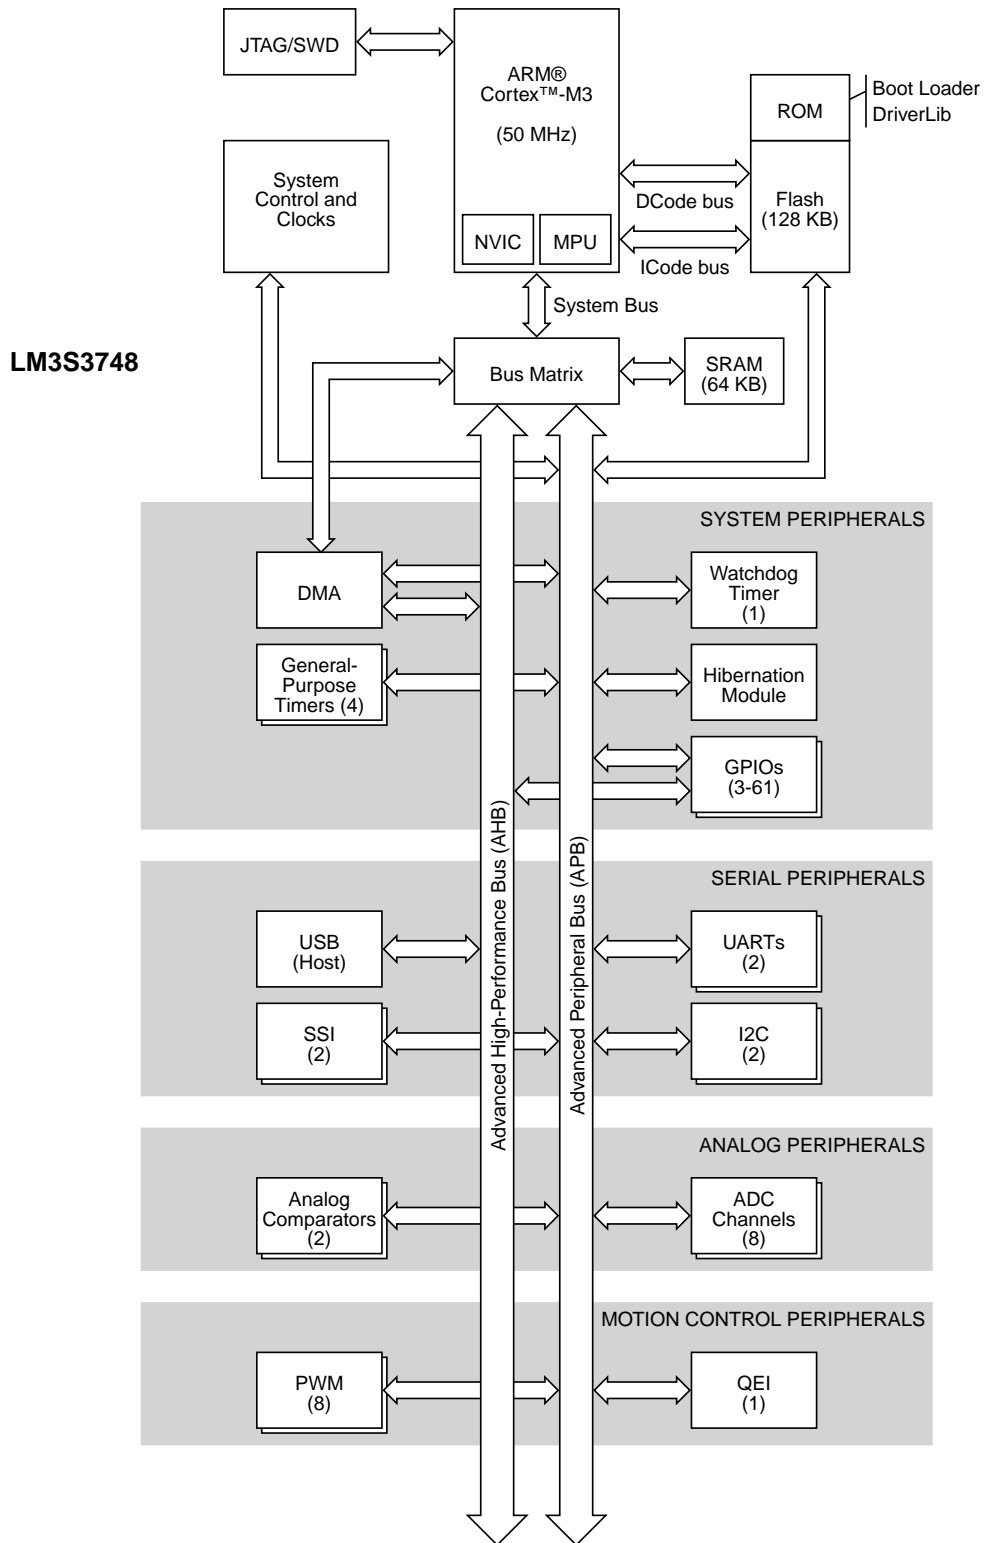 JTAG/SWD
ARM®
Cortex™-M3
(50 MHz)
NVIC
MPU
ROM
Boot Loader
DriverLib
Flash
(128 KB)
DCode bus
ICode bus
System
Control and
Clocks
System Bus
LM3S3748
Bus Matrix
SRAM
(64 KB)
SYSTEM PERIPHERALS
DMA
Watchdog
Timer
(1)
General-
Purpose
Timers (4)
Hibernation
Module
GPIOs
(3-61)
Advanced High-Performance Bus (AHB)
Advanced Peripheral Bus (APB)
SERIAL PERIPHERALS
USB
(Host)
UARTs
(2)
SSI
(2)
I2C
(2)
ANALOG PERIPHERALS
Analog
Comparators
(2)
ADC
Channels
(8)
MOTION CONTROL PERIPHERALS
PWM
(8)
QEI
(1)